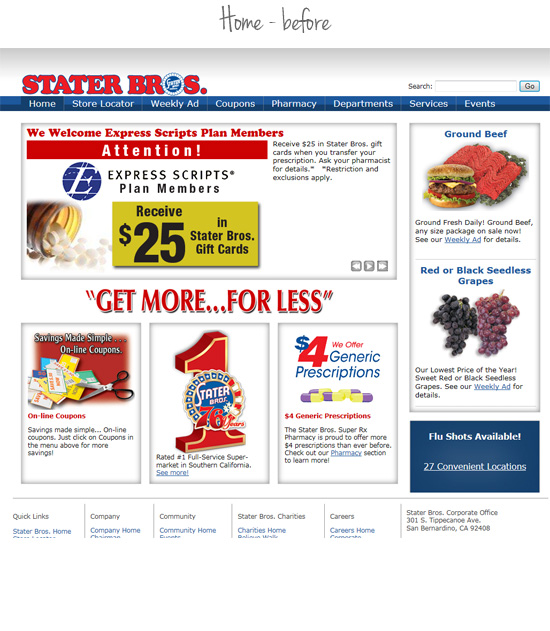 Home - before
STATER BROS.
Search:
Go
Home Store Locator Weekly Ad Coupons Pharmacy Departments Services Events
We Welcome Express Scripts Plan Members
Attention!
EXPRESS SCRIPTS®
Plan Members
Receive
$25
in
Stater Bros.
Gift Cards
Receive $25 in Stater Bros. gift
cards when you transfer your
prescription. Ask your pharmacist
for details.* *Restriction and
exclusions apply.
Ground Beef
Ground Fresh Daily! Ground Beef,
any size package on sale now!
See our Weekly Ad for details.
Red or Black Seedless
Grapes
Our Lowest Price of the Year!
Sweet Red or Black Seedless
Grapes. See our Weekly Ad for
details.
"GET MORE...FOR LESS"
Savings Made Simple . . . .
On-line Coupons.
On-line Coupons
Savings made simple... On-line
coupons. Just click on Coupons in
the menu above for more
savings!
STATER
BROS.
76 Years
Rated #1 Full-Service Super-
market in Southern California.
See more!
$4 We Offer
Generic
Prescriptions
$4 Generic Prescriptions
The Stater Bros. Super Rx
Pharmacy is proud to offer more
$4 prescriptions than ever before.
Check out our Pharmacy section
to learn more!
Flu Shots Available!
27 Convenient Locations
Quick Links
Stater Bros. Home
Store Locator
Company
Company Home
Chairman
Community
Community Home
Events
Stater Bros. Charities
Charities Home
Believe Walk
Careers
Careers Home
Corporate
Stater Bros. Corporate Office
301 S. Tippecanoe Ave.
San Bernardino, CA 92408